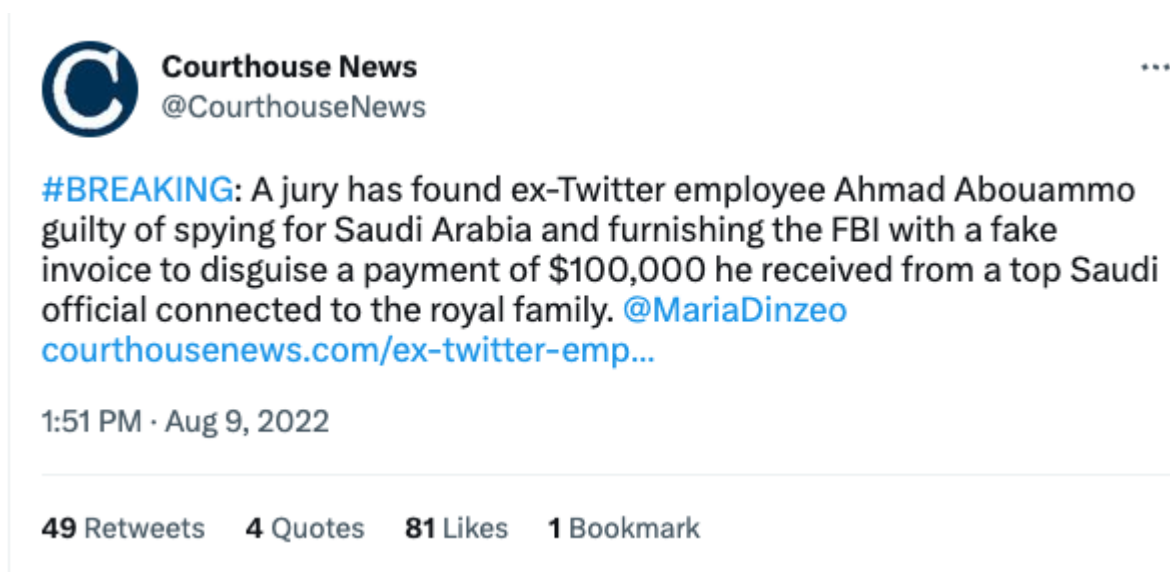 Courthouse News
@CourthouseNews
#BREAKING: A jury has found ex-Twitter employee Ahmad Abouammo
guilty of spying for Saudi Arabia and furnishing the FBI with a fake
invoice to disguise a payment of $100,000 he received from a top Saudi
official connected to the royal family. @MariaDinzeo
courthousenews.com/ex-twitter-emp...
1:51 PM · Aug 9, 2022
49 Retweets 4 Quotes 81 Likes 1 Bookmark